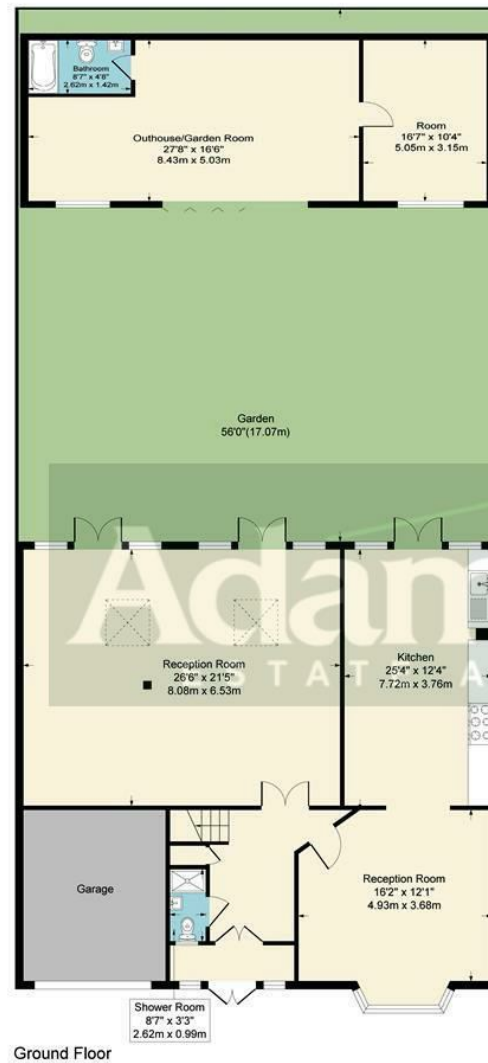 Bathroom
8'7" x 4'8"
2.62m x 1.42m
Outhouse/Garden Room
27'8" x 16'6"
8.43m x 5.03m
Room
16'7" x 10'4"
5.05m x 3.15m
Garden
56'0"(17.07m)
Adam
ESTATE A
Reception Room
26'6" x 21'5"
8.08m x 6.53m
Kitchen
25'4" x 12'4"
7.72m x 3.76m
Garage
Reception Room
16'2" x 12'1"
4.93m x 3.68m
Shower Room
8'7" x 3'3"
2.62m x 0.99m
Ground Floor